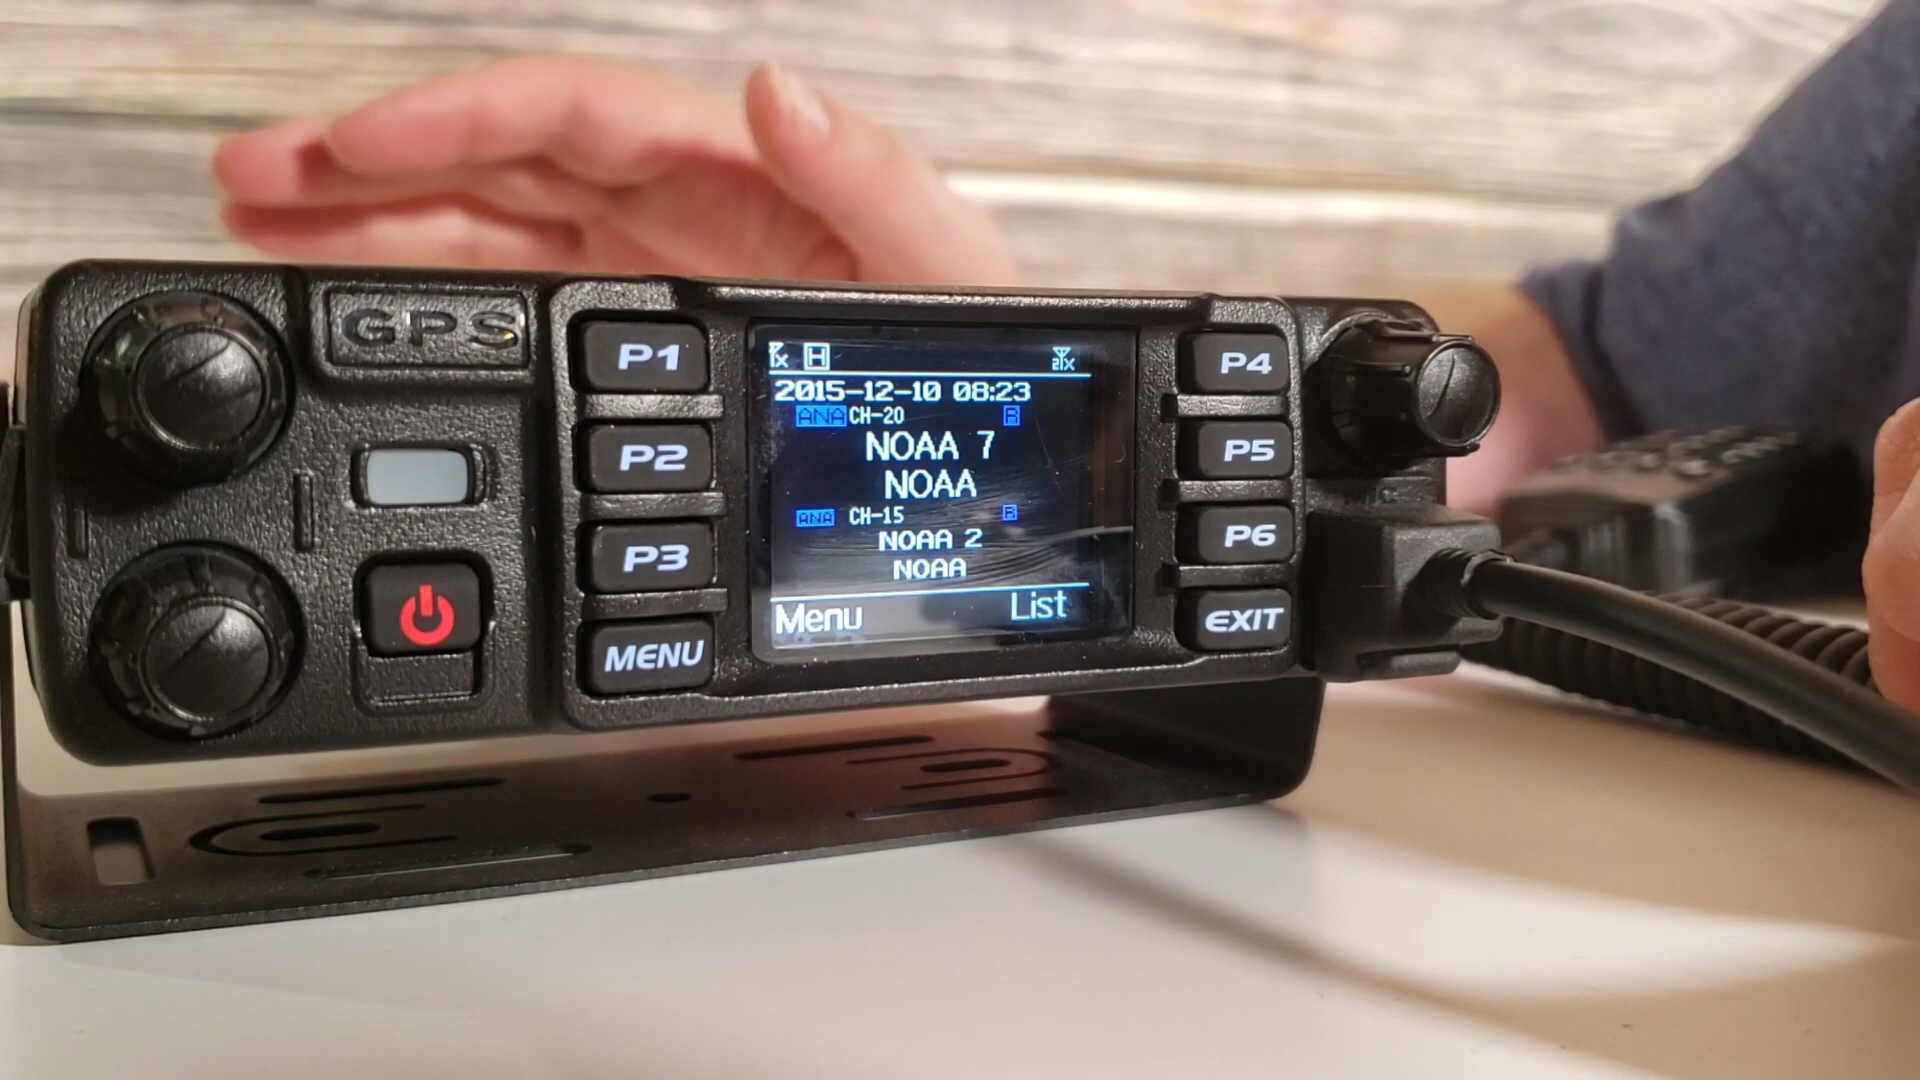 GPS
P1
P2
P3
MENU
H
2015-12-10 08:23
ANA CH-20 R
NOAA 7
NOAA
ANA CH-15 R
NOAA 2
NOAA
Menu List
P4
P5
P6
EXIT
MIC